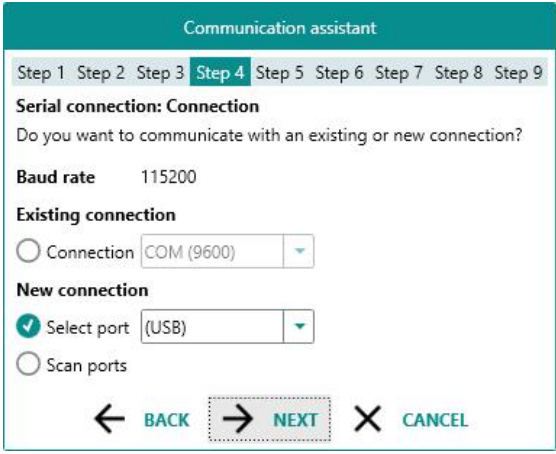 Communication assistant
Step 1 Step 2 Step 3 Step 4 Step 5 Step 6 Step 7 Step 8 Step 9
Serial connection: Connection
Do you want to communicate with an existing or new connection?
Baud rate 115200
Existing connection
Connection COM (9600)
New connection
Select port (USB)
Scan ports
BACK NEXT CANCEL